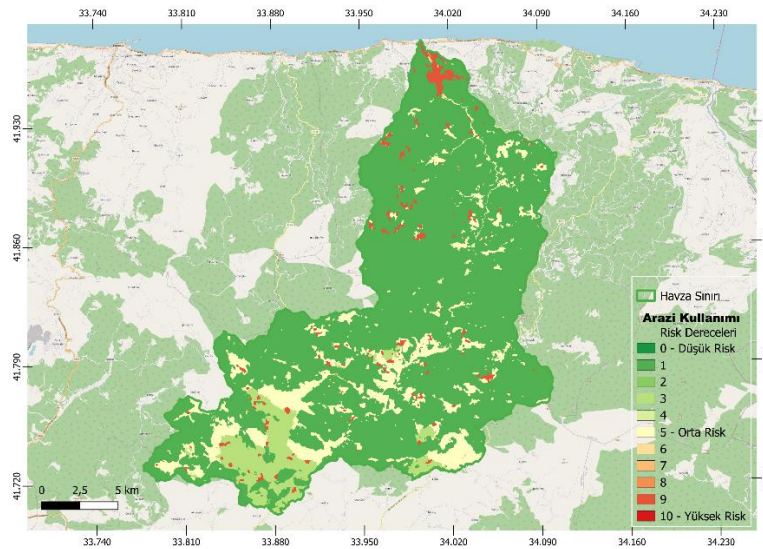 33.740 33.810 33.880 33.950 34.020 34.090 34.160 34.230
41.930
41.860
41.790
41.720
Havza Sınırı
Arazi Kullanımı
Risk Dereceleri
0 - Düşük Risk
1
2
3
4
5 - Orta Risk
6
7
8
9
10 - Yüksek Risk
0 2,5 5 km
33.740 33.810 33.880 33.950 34.020 34.090 34.160 34.230